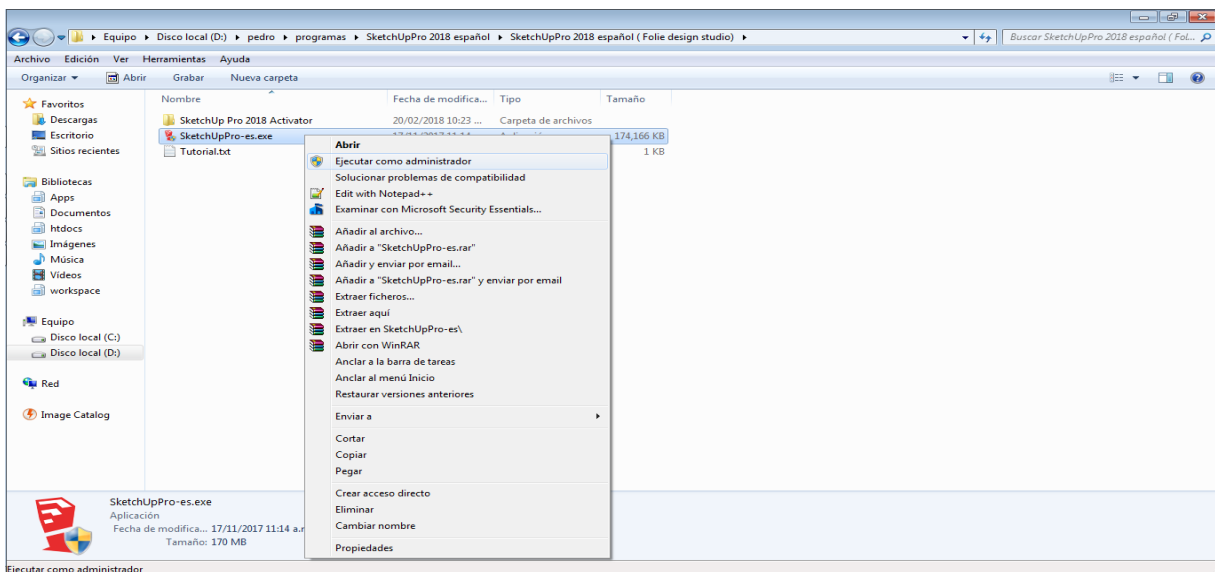 Equipo Disco local (D:) pedro programas SketchUpPro 2018 español SketchUpPro 2018 español ( Folie design studio)
Buscar SketchUpPro 2018 español ( Fol...
Archivo Edición Ver Herramientas Ayuda
Organizar Abrir Grabar Nueva carpeta
Favoritos
Descargas
Escritorio
Sitios recientes
Bibliotecas
Apps
Documentos
htdocs
Imágenes
Música
Vídeos
workspace
Equipo
Disco local (C:)
Disco local (D:)
Red
Image Catalog
Nombre Fecha de modifica... Tipo Tamaño
SketchUp Pro 2018 Activator 20/02/2018 10:23 ... Carpeta de archivos
SketchUpPro-es.exe 174,166 KB
Tutorial.txt 1 KB
Abrir
Ejecutar como administrador
Solucionar problemas de compatibilidad
Edit with Notepad++
Examinar con Microsoft Security Essentials...
Añadir al archivo...
Añadir a "SketchUpPro-es.rar"
Añadir y enviar por email...
Añadir a "SketchUpPro-es.rar" y enviar por email
Extraer ficheros...
Extraer aquí
Extraer en SketchUpPro-es\
Abrir con WinRAR
Anclar a la barra de tareas
Anclar al menú Inicio
Restaurar versiones anteriores
Enviar a
Cortar
Copiar
Pegar
Crear acceso directo
Eliminar
Cambiar nombre
Propiedades
SketchUpPro-es.exe
Aplicación
Fecha de modifica... 17/11/2017 11:14 a.
Tamaño: 170 MB
Ejecutar como administrador